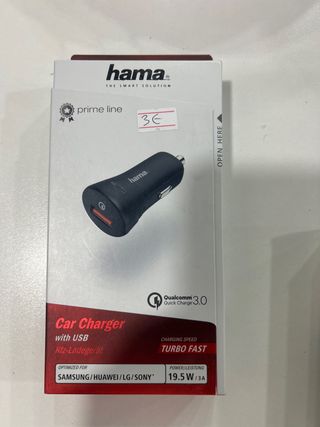 hama®
THE SMART SOLUTION
prime line
3€
OPEN HERE
hama.
Qualcomm
Quick Charge 3.0
Car Charger
with USB
Kfz-Ladegerät
CHARGING SPEED
TURBO FAST
OPTIMIZED FOR
SAMSUNG/HUAWEI/LG/SONY*
POWER/LEISTUNG
19.5 W / 3 A